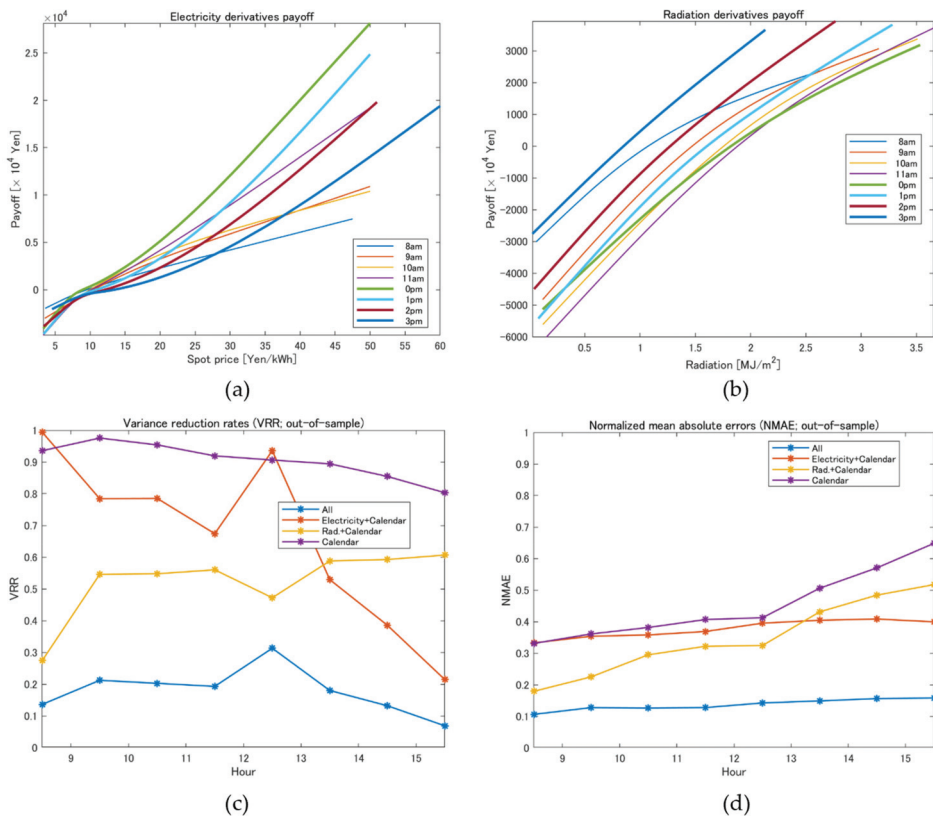 Electricity derivatives payoff
× 10⁴
Payoff [× 10⁴ Yen]
2.5
2
1.5
1
0.5
0
5 10 15 20 25 30 35 40 45 50 55 60
Spot price [Yen/kWh]
8am
9am
10am
11am
0pm
1pm
2pm
3pm
(a)
Radiation derivatives payoff
Payoff [× 10⁴ Yen]
3000
2000
1000
0
-1000
-2000
-3000
-4000
-5000
-6000
0.5 1 1.5 2 2.5 3 3.5
Radiation [MJ/m²]
8am
9am
10am
11am
0pm
1pm
2pm
3pm
(b)
Variance reduction rates (VRR; out-of-sample)
VRR
1
0.9
0.8
0.7
0.6
0.5
0.4
0.3
0.2
0.1
0
9 10 11 12 13 14 15
Hour
All
Electricity+Calendar
Rad.+Calendar
Calendar
(c)
Normalized mean absolute errors (NMAE; out-of-sample)
NMAE
1
0.9
0.8
0.7
0.6
0.5
0.4
0.3
0.2
0.1
0
9 10 11 12 13 14 15
Hour
All
Electricity+Calendar
Rad.+Calendar
Calendar
(d)